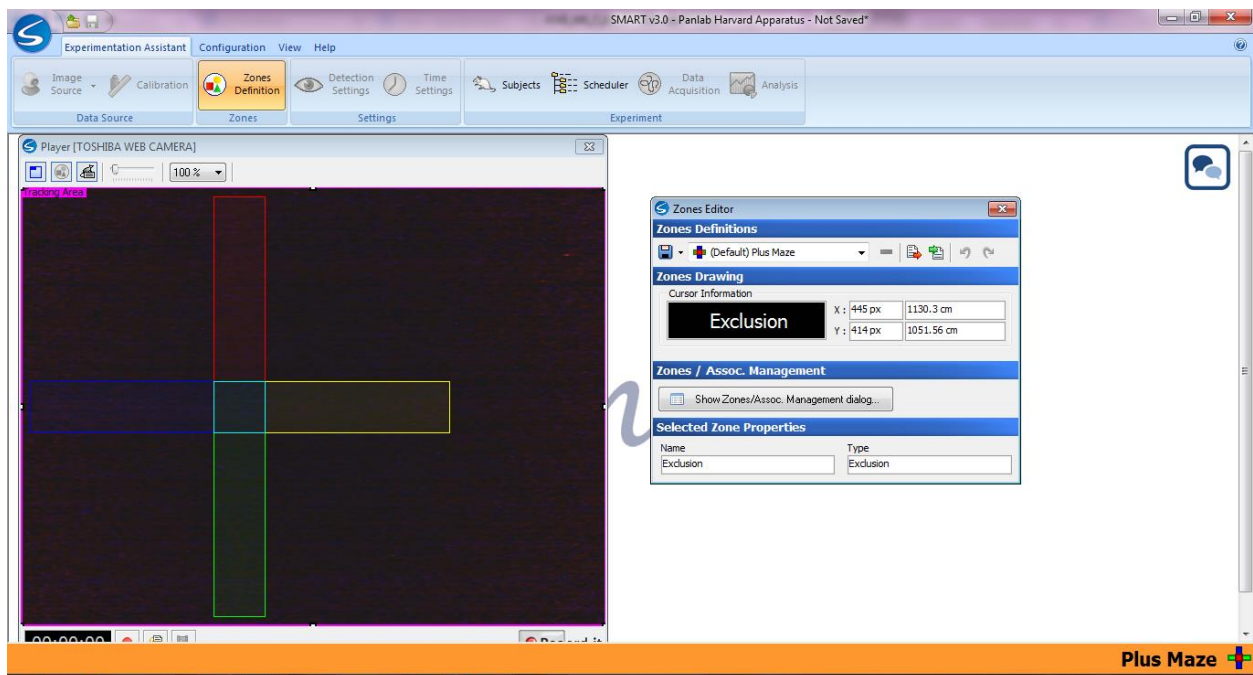 SMART v3.0 - Panlab Harvard Apparatus - Not Saved*
Experimentation Assistant Configuration View Help
Image Source Calibration
Zones Definition
Detection Settings Time Settings
Subjects Scheduler Data Acquisition Analysis
Data Source Zones Settings Experiment
Player [TOSHIBA WEB CAMERA]
100 %
Tracking Area
Zones Editor
Zones Definitions
(Default) Plus Maze
Zones Drawing
Cursor Information
Exclusion
X : 445 px 1130.3 cm
Y : 414 px 1051.56 cm
Zones / Assoc. Management
Show Zones/Assoc. Management dialog...
Selected Zone Properties
Name Type
Exclusion Exclusion
Plus Maze